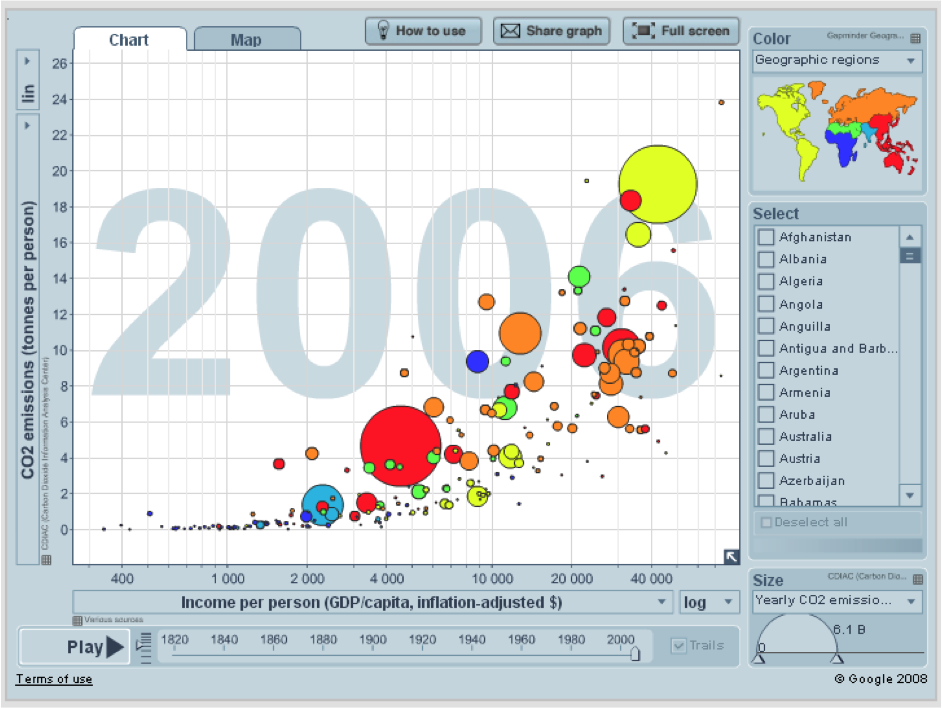 Chart
Map
How to use
Share graph
Full screen
Color
Gapminder Geogra...
Geographic regions
lin
26
24
22
20
18
16
14
12
10
8
6
4
2
0
CO2 emissions (tonnes per person)
CDIAC (Carbon Dioxide Information Analysis Center)
2006
Select
Afghanistan
Albania
Algeria
Angola
Anguilla
Antigua and Barb...
Argentina
Armenia
Aruba
Australia
Austria
Azerbaijan
Bahamas
Deselect all
400
1 000
2 000
4 000
10 000
20 000
40 000
Income per person (GDP/capita, inflation-adjusted $)
log
Various sources
Size
CDIAC (Carbon Dio...
Yearly CO2 emissio...
6.1 B
0
Play
1820
1840
1860
1880
1900
1920
1940
1960
1980
2000
Trails
Terms of use
© Google 2008